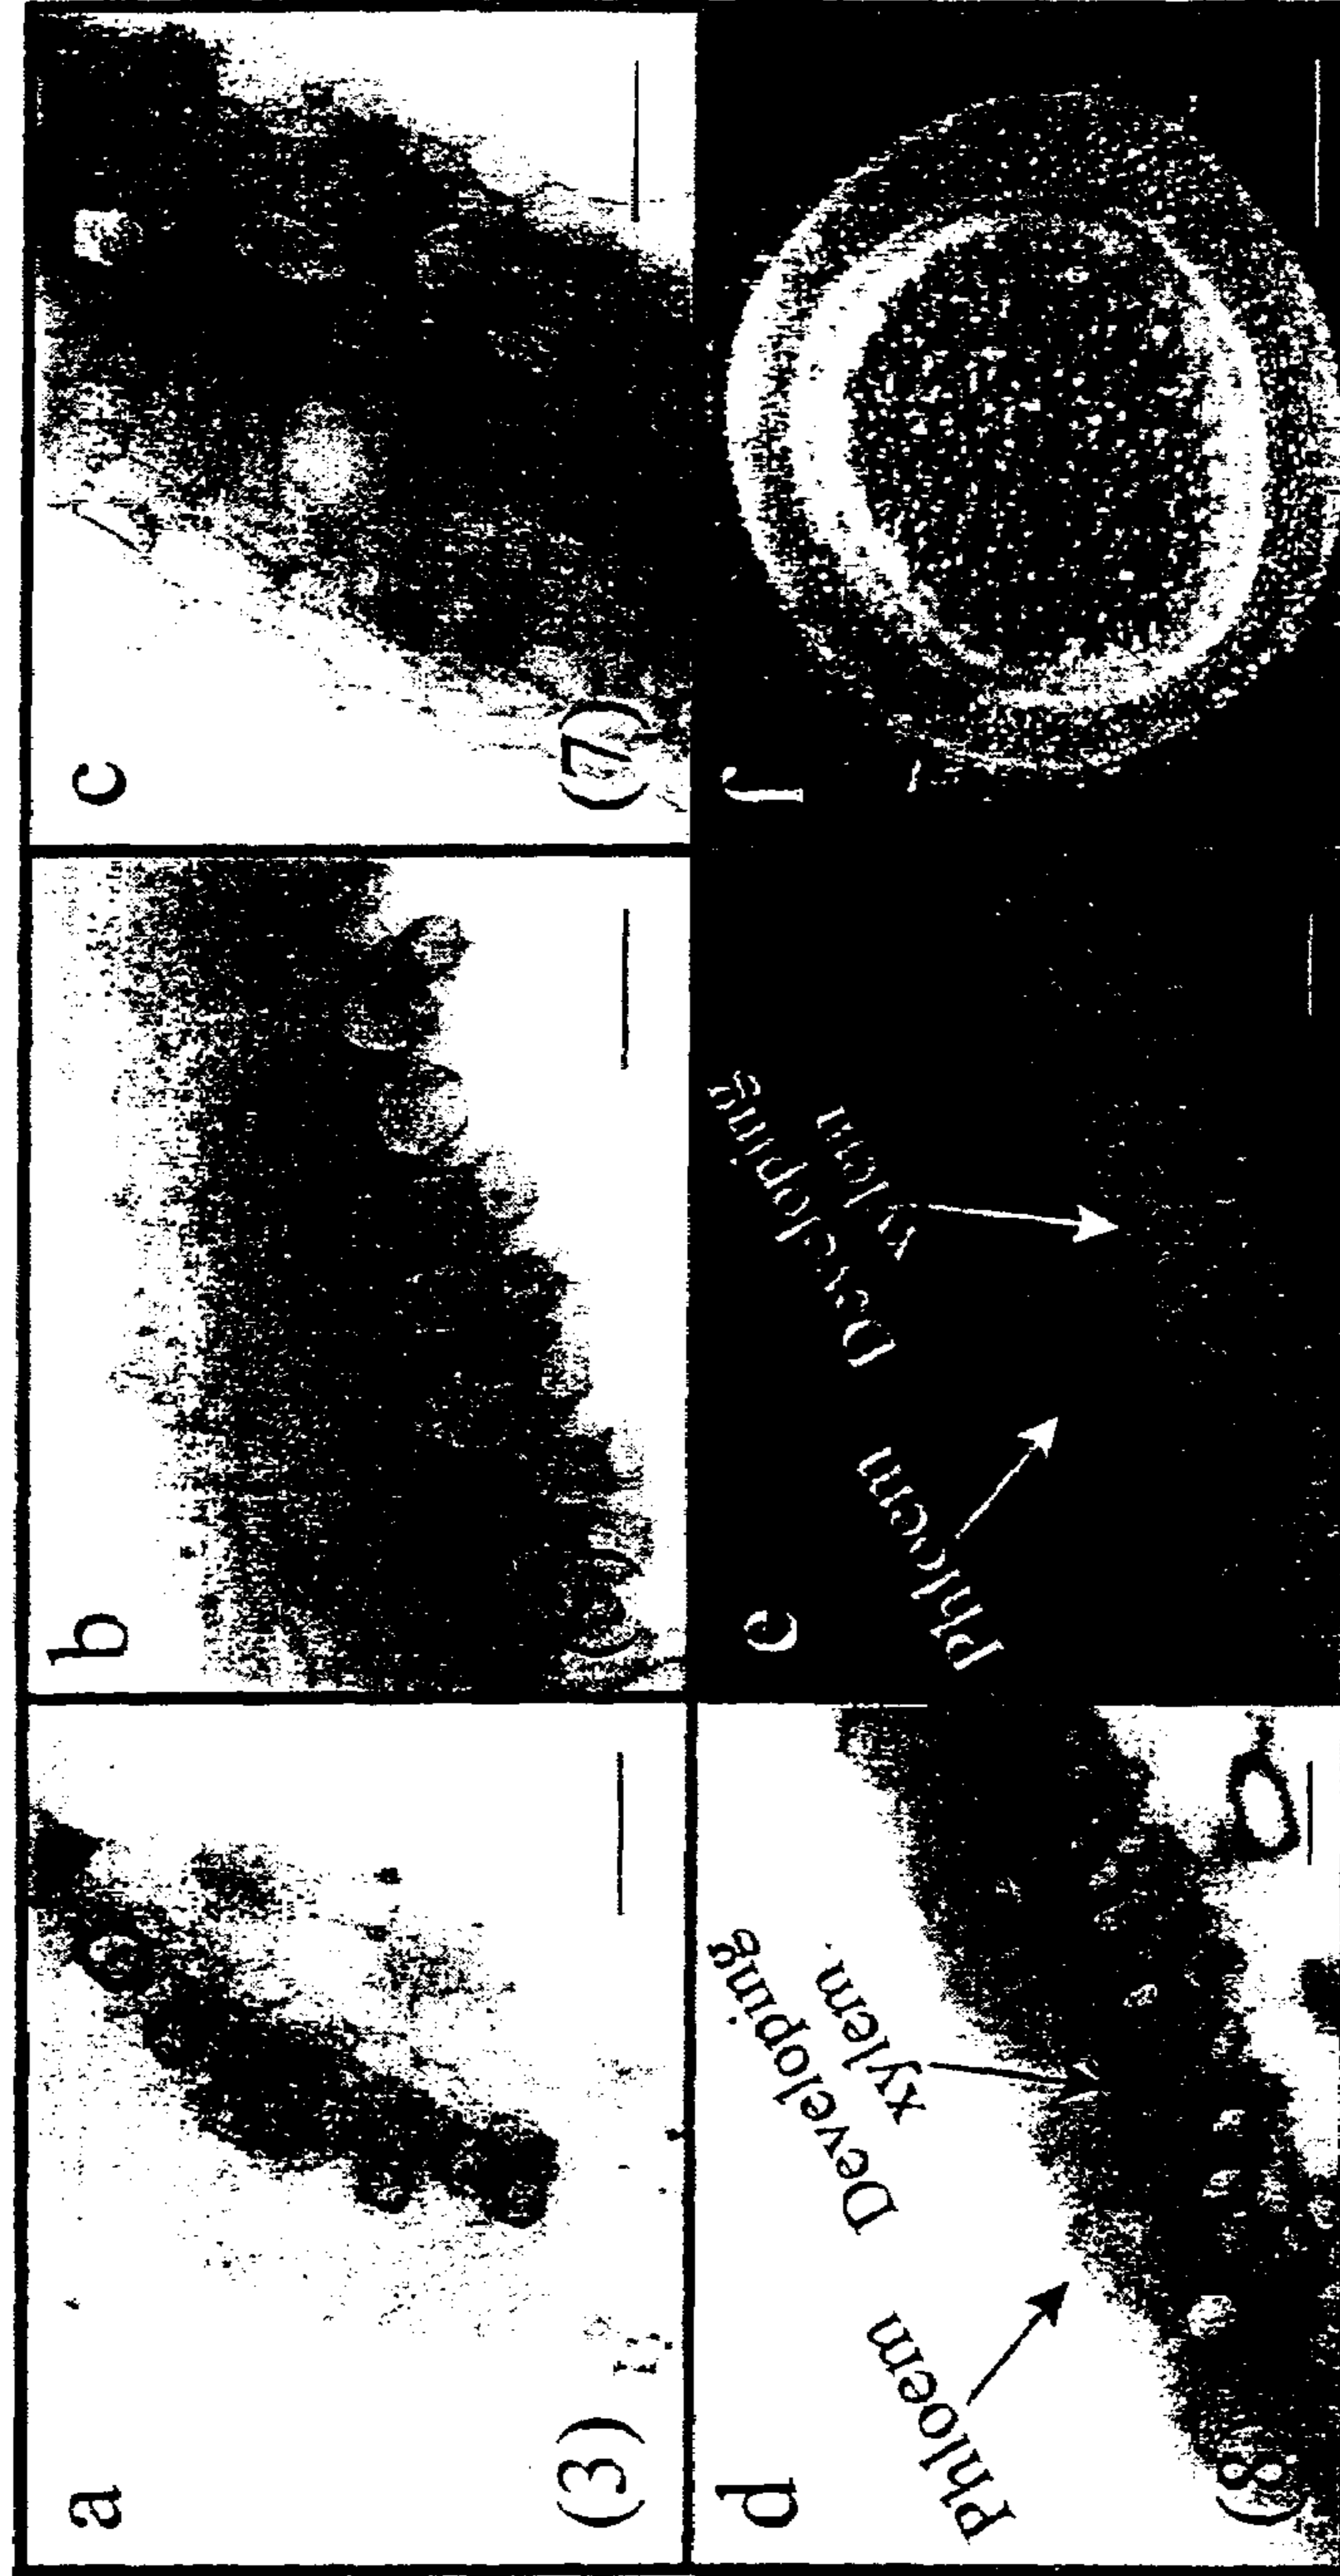 a
(3)
b
c
(7)
d
Phloem
Developing
xylem
(8)
e
Phloem
Developing
xylem
f